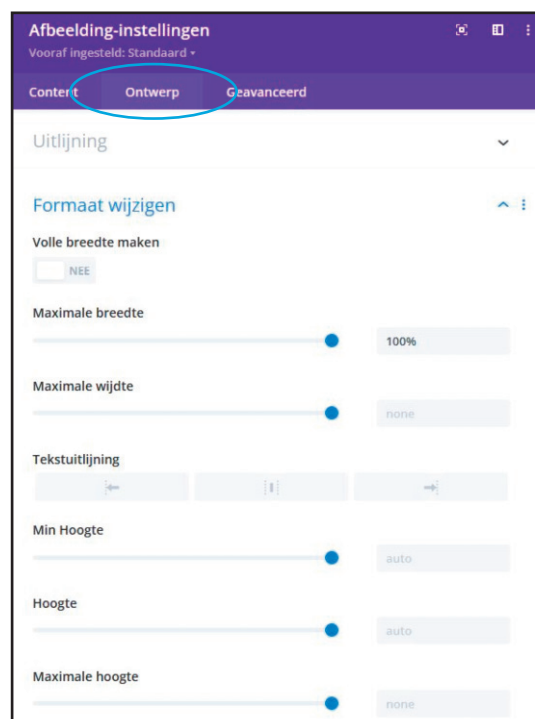 Afbeelding-instellingen
Vooraf ingesteld: Standaard
Content Ontwerp Geavanceerd
Uitlijning
Formaat wijzigen
Volle breedte maken
NEE
Maximale breedte
100%
Maximale wijdte
none
Tekstuitlijning
Min Hoogte
auto
Hoogte
auto
Maximale hoogte
none